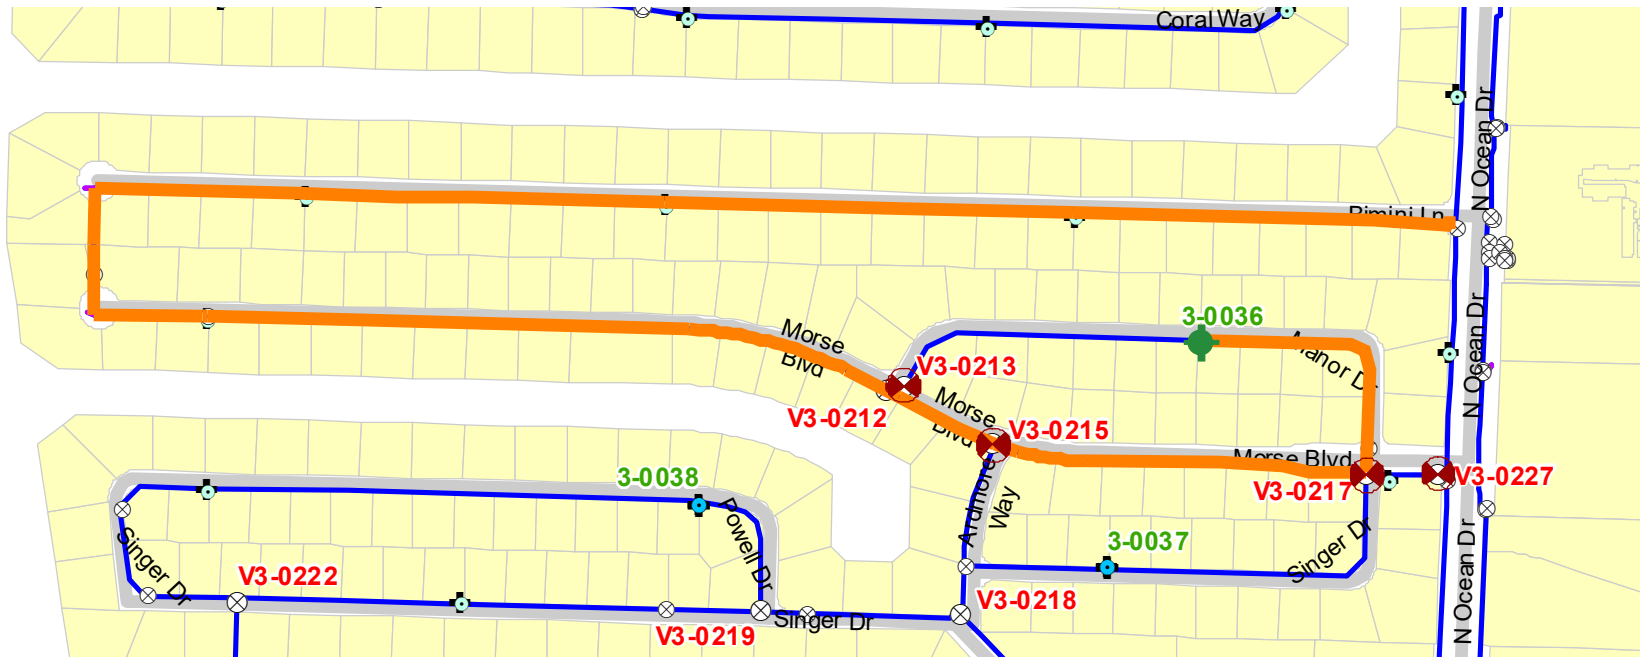 Coral Way
N Ocean Dr
Bimini Ln
3-0036
Morse
Blvd
Manor Dr
N Ocean Dr
V3-0213
V3-0212
Morse
Blvd
V3-0215
Morse Blvd
V3-0217
V3-0227
3-0038
Powell Dr
Ardmore
Way
3-0037
Singer Dr
Singer Dr
V3-0222
V3-0218
V3-0219
Singer Dr
N Ocean Dr